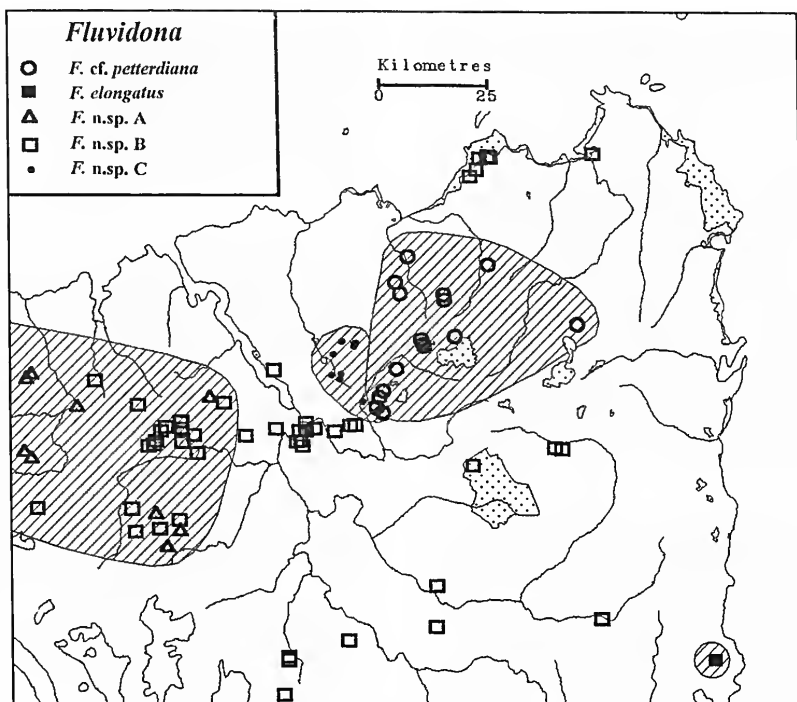 Fluvidona
F. cf. petterdiana
F. elongatus
F. n.sp. A
F. n.sp. B
F. n.sp. C
Kilometres
0 25